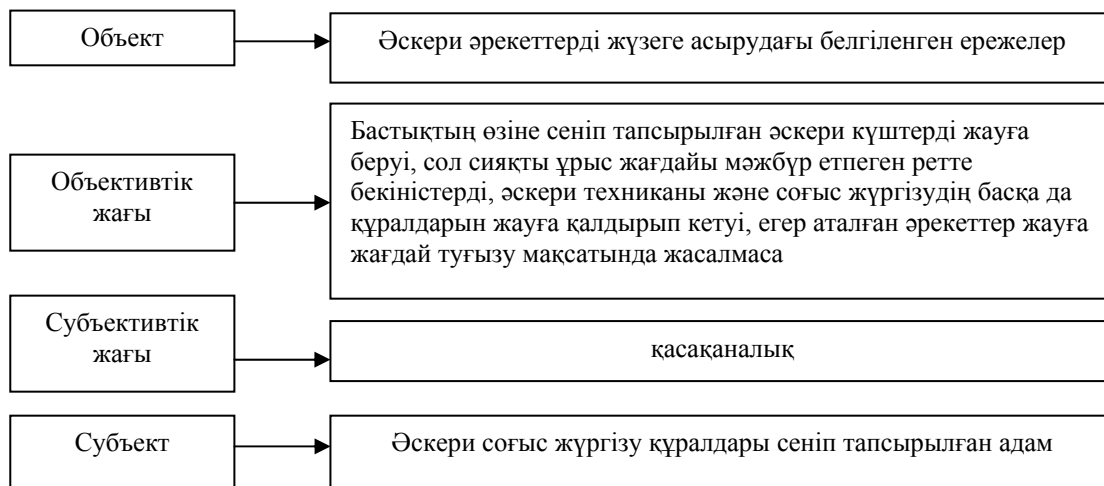 Объект
Әскери әрекеттерді жүзеге асырудағы белгіленген ережелер
Объективтік
жағы
Бастықтың өзіне сеніп тапсырылған әскери күштерді жауға
беруі, сол сияқты ұрыс жағдайы мәжбүр етпеген ретте
бекіністерді, әскери техниканы және соғыс жүргізудің басқа да
құралдарын жауға қалдырып кетуі, егер аталған әрекеттер жауға
жағдай туғызу мақсатында жасалмаса
Субъективтік
жағы
қасақаналық
Субъект
Әскери соғыс жүргізу құралдары сеніп тапсырылған адам